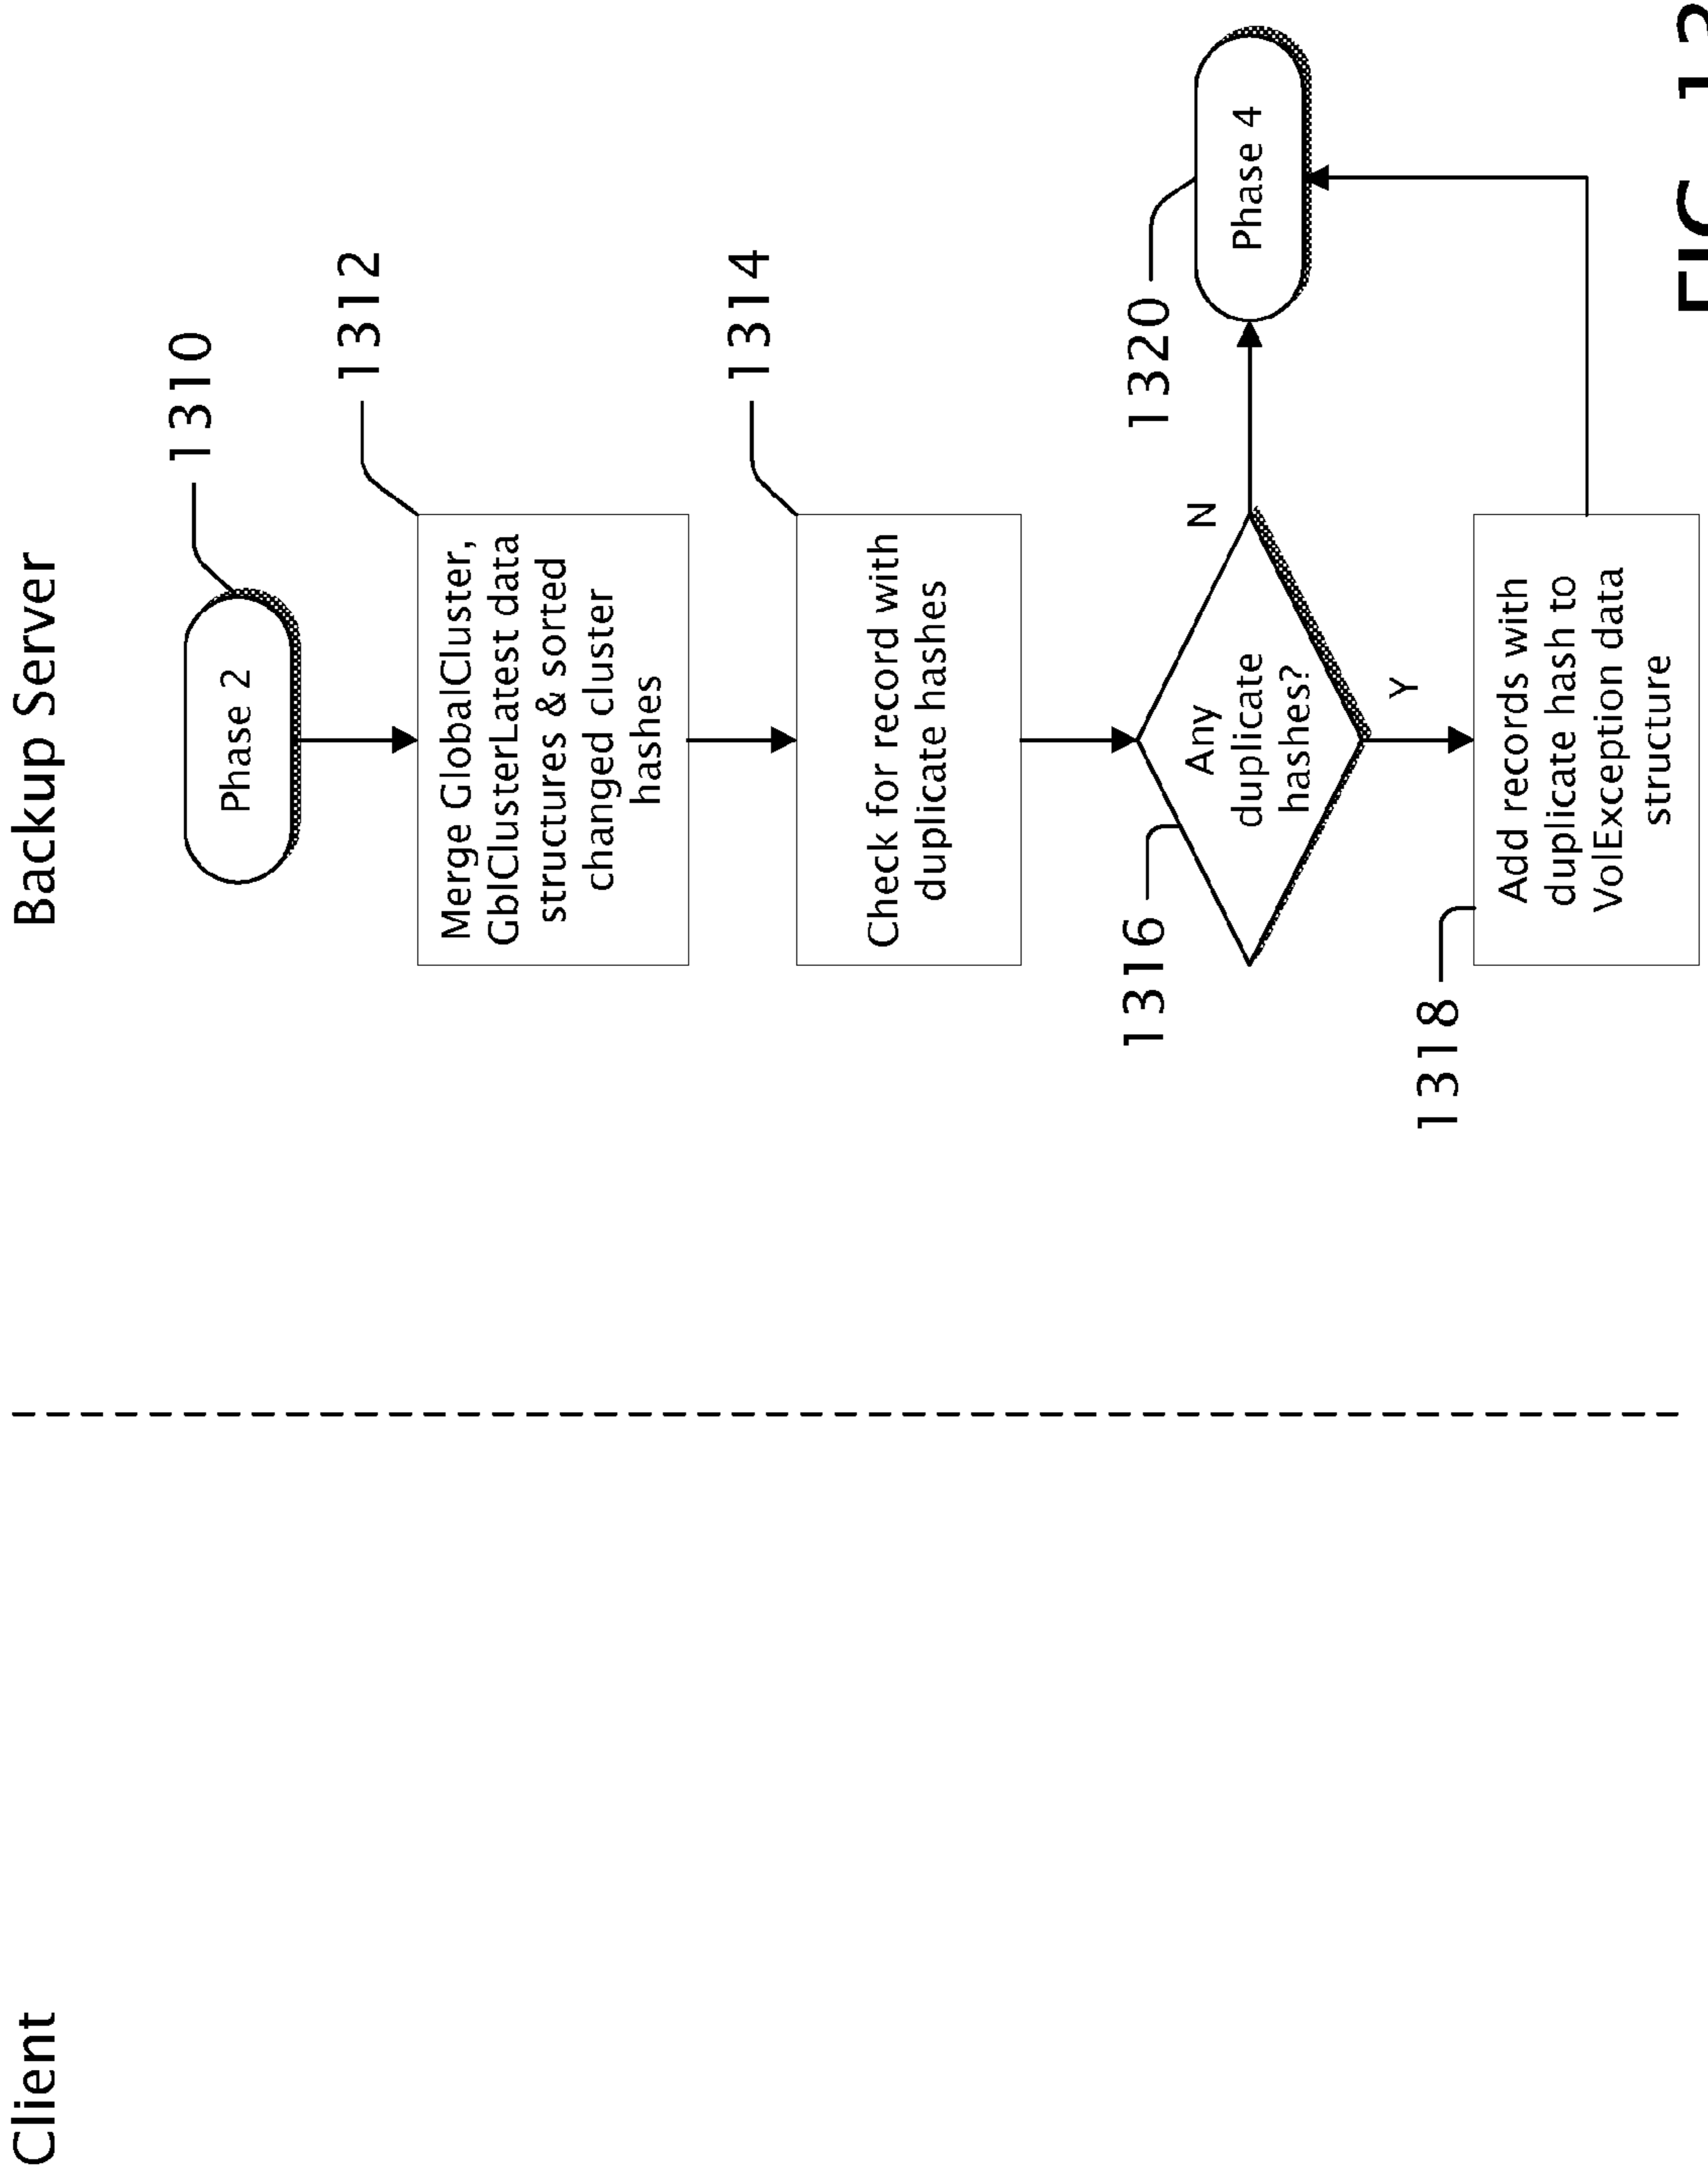 Client
Backup Server
Phase 2
1310
Merge GlobalCluster,
GblClusterLatest data
structures & sorted
changed cluster
hashes
1312
Check for record with
duplicate hashes
1314
1316
Any
duplicate
hashes?
N
Y
1320
Phase 4
1318
Add records with
duplicate hash to
VolException data
structure
FIG